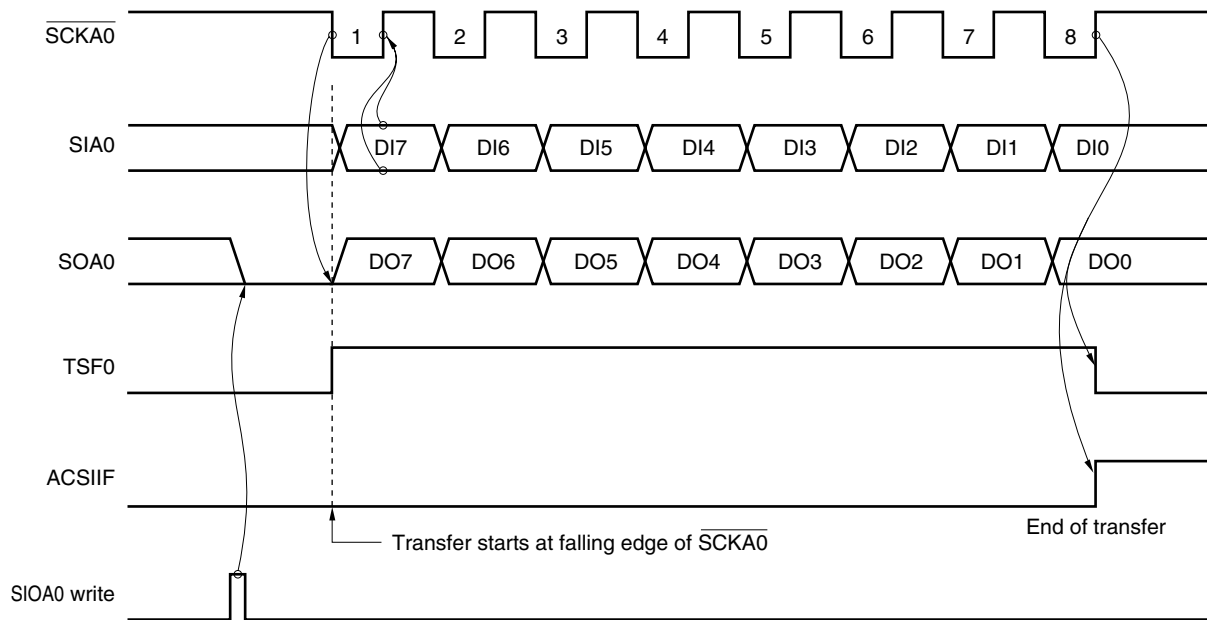 SCKA0
1 2 3 4 5 6 7 8
SIA0
DI7 DI6 DI5 DI4 DI3 DI2 DI1 DI0
SOA0
DO7 DO6 DO5 DO4 DO3 DO2 DO1 DO0
TSF0
ACSIIF
End of transfer
Transfer starts at falling edge of SCKA0
SIOA0 write